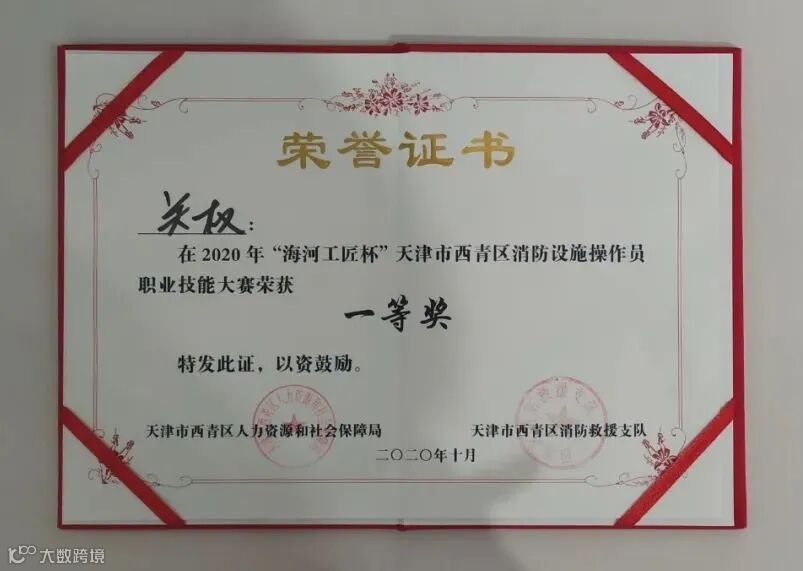 荣誉证书
关权：
在2020年“海河工匠杯”天津市西青区消防设施操作员
职业技能大赛荣获
一等奖
特发此证，以资鼓励。
天津市西青区人力资源和社会保障局
天津市西青区消防救援支队
二〇二〇年十月
大数跨境